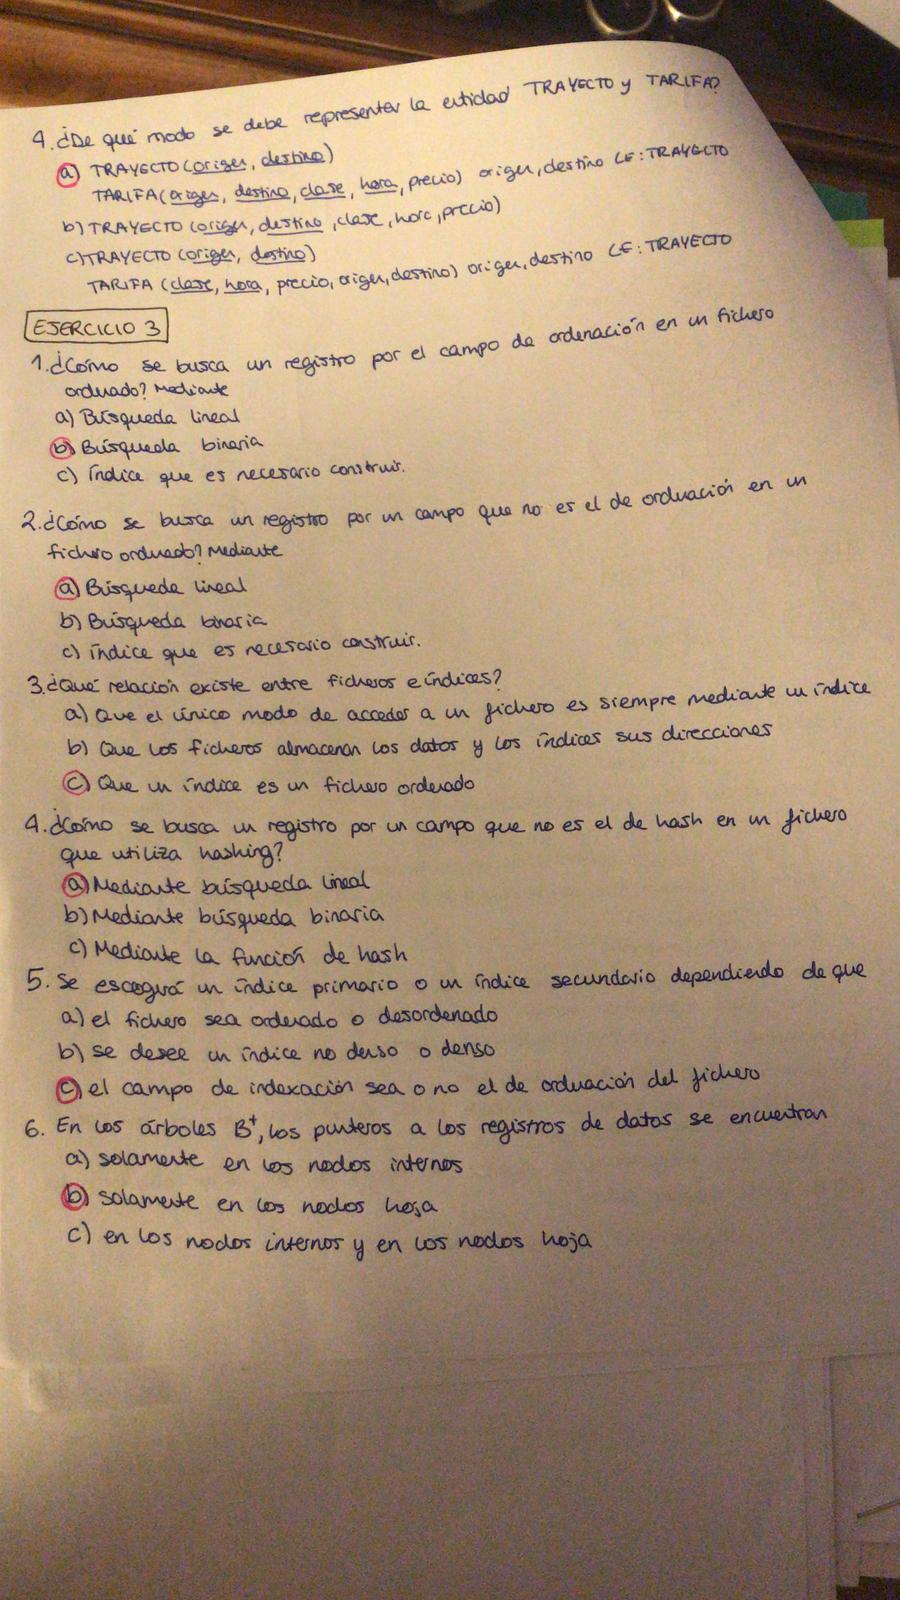 4. ¿De qué modo se debe representar la entidad TRAYECTO y TARIFA?
a) TRAYECTO (origen, destino)
TARIFA (origen, destino, clase, hora, precio) origen, destino CE: TRAYECTO
b) TRAYECTO (origen, destino, clase, hora, precio)
c) TRAYECTO (origen, destino)
TARIFA (clase, hora, precio, origen, destino) origen, destino CE: TRAYECTO
EJERCICIO 3
1. ¿Cómo se busca un registro por el campo de ordenación en un fichero
ordenado? Mediante
a) Búsqueda lineal
b) Búsqueda binaria
c) índice que es necesario construir.
2. ¿Cómo se busca un registro por un campo que no es el de ordenación en un
fichero ordenado? Mediante
a) Búsqueda lineal
b) Búsqueda binaria
c) índice que es necesario construir.
3. ¿Qué relación existe entre ficheros e índices?
a) Que el único modo de acceder a un fichero es siempre mediante un índice
b) Que los ficheros almacenan los datos y los índices sus direcciones
c) Que un índice es un fichero ordenado
4. ¿Cómo se busca un registro por un campo que no es el de hash en un fichero
que utiliza hashing?
a) Mediante búsqueda lineal
b) Mediante búsqueda binaria
c) Mediante la función de hash
5. Se escogerá un índice primario o un índice secundario dependiendo de que
a) el fichero sea ordenado o desordenado
b) se desee un índice no denso o denso
c) el campo de indexación sea o no el de ordenación del fichero
6. En los árboles B⁺, los punteros a los registros de datos se encuentran
a) solamente en los nodos internos
b) solamente en los nodos hoja
c) en los nodos internos y en los nodos hoja